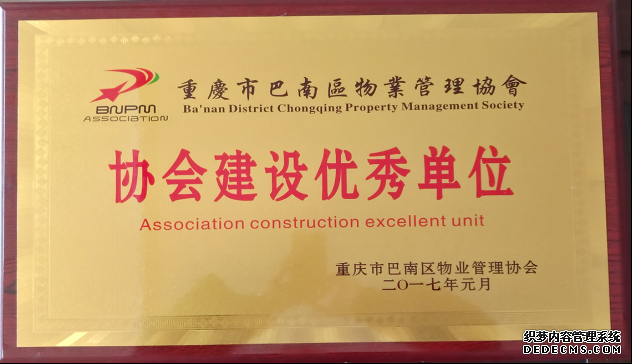 重慶市巴南區物業管理協會
Ba'nan District Chongqing Property Management Society
BNPM
ASSOCIATION
协会建设优秀单位
Association construction excellent unit
重庆市巴南区物业管理协会
二〇一七年元月
织梦内容管理系统
DEDECMS.COM